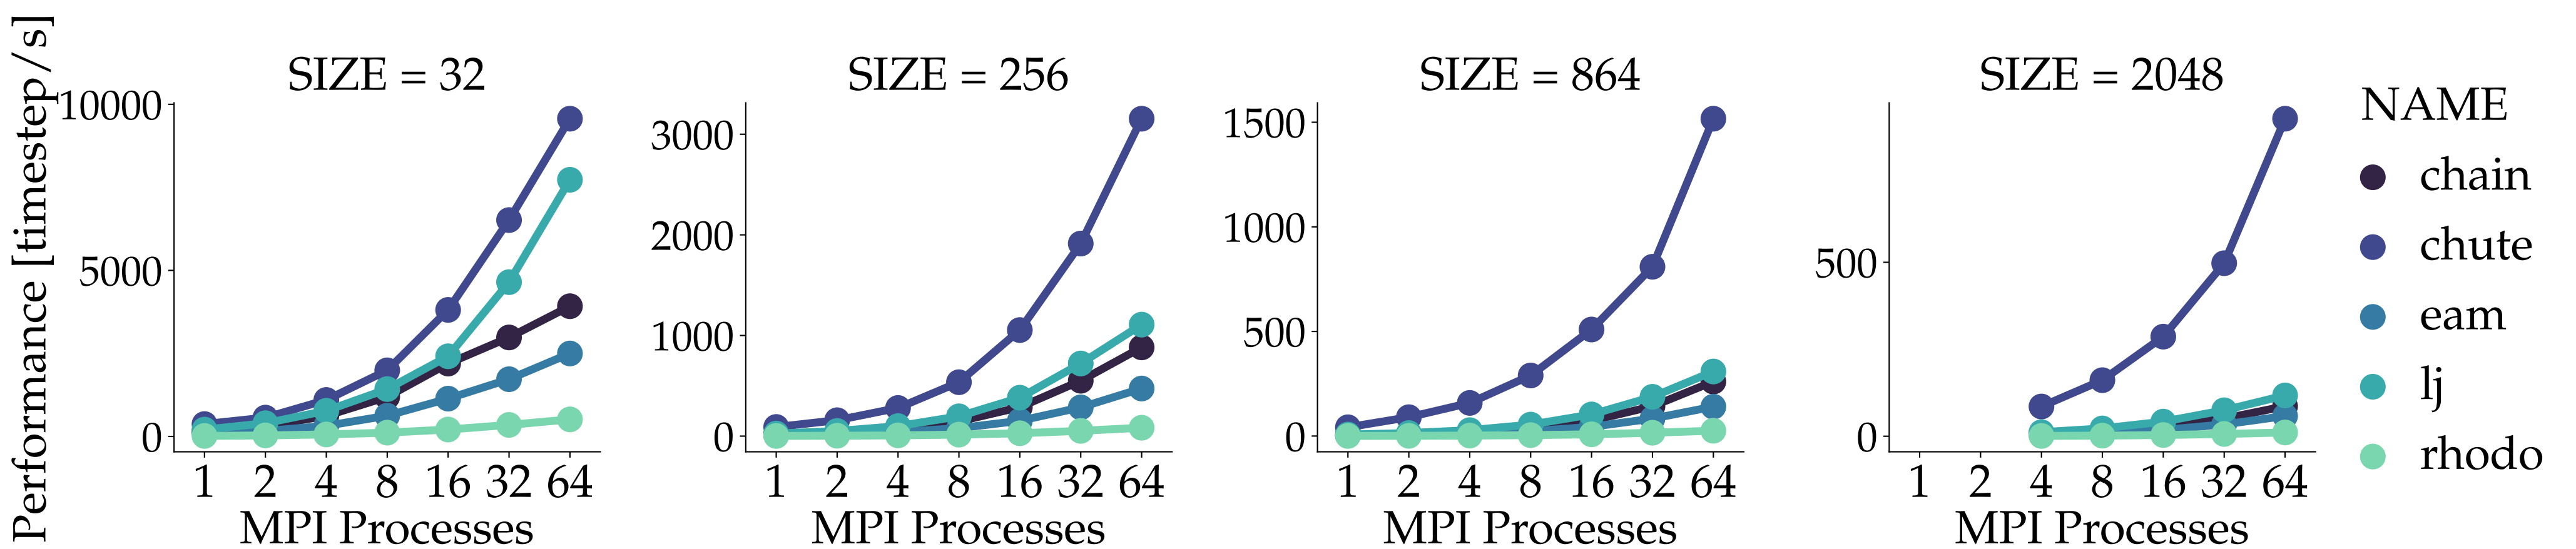 Performance [timestep/s]
SIZE = 32
10000
5000
0
1 2 4 8 16 32 64
MPI Processes
SIZE = 256
3000
2000
1000
0
1 2 4 8 16 32 64
MPI Processes
SIZE = 864
1500
1000
500
0
1 2 4 8 16 32 64
MPI Processes
SIZE = 2048
500
0
1 2 4 8 16 32 64
MPI Processes
NAME
chain
chute
eam
lj
rhodo